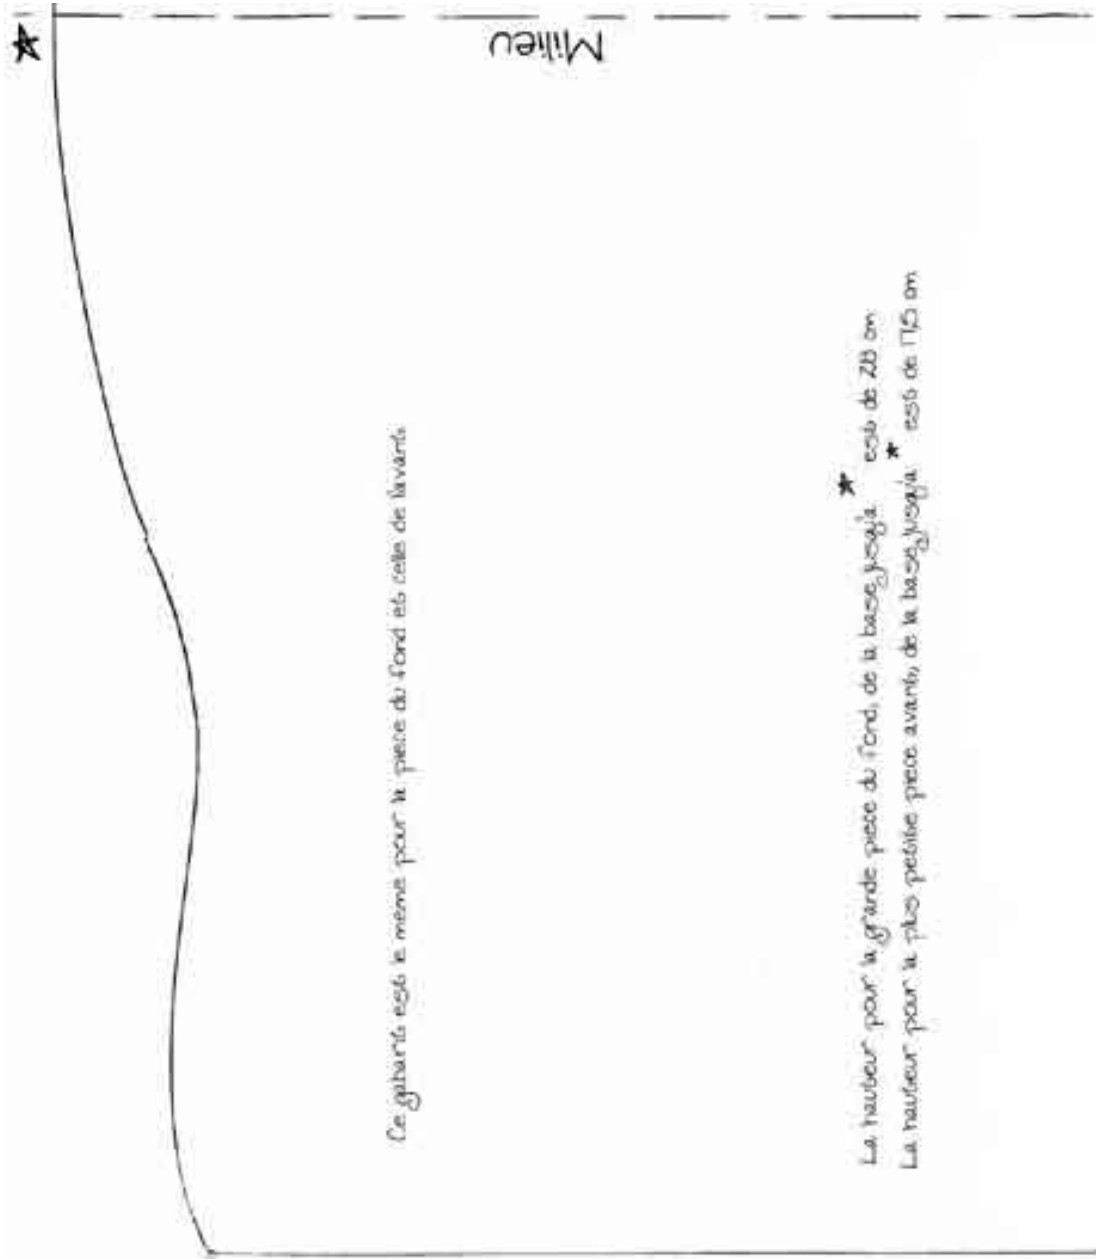 Milieu
Ce gabarit est le meme pour la piece du fond et celle de lavant
La hauteur pour la grande piece du fond, de la base jusqu'a ★ est de 28 cm
La hauteur pour la plus petite piece avant, de la base jusqu'a ★ est de 17,5 cm